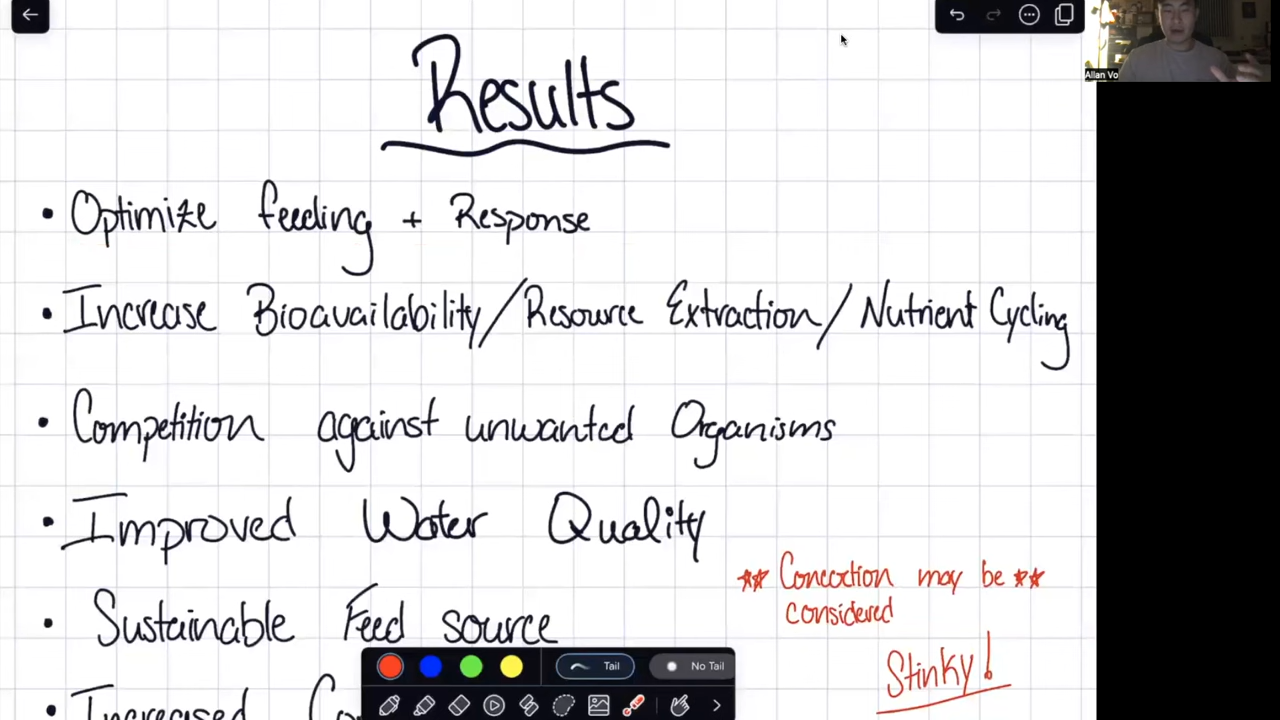 Results
• Optimize feeding + Response
• Increase Bioavailability/Resource Extraction/Nutrient Cycling
• Competition against unwanted Organisms
• Improved Water Quality
• Sustainable Feed source
** Concoction may be **
considered
Stinky!
• Increased
Tail
No Tail
Allan Vo